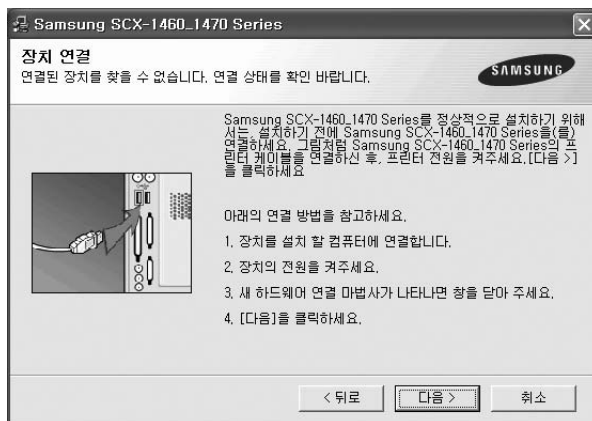 Samsung SCX-1460_1470 Series
장치 연결
연결된 장치를 찾을 수 없습니다. 연결 상태를 확인 바랍니다.
SAMSUNG
Samsung SCX-1460_1470 Series를 정상적으로 설치하기 위해
서는, 설치하기 전에 Samsung SCX-1460_1470 Series을(를)
연결하세요. 그림처럼 Samsung SCX-1460_1470 Series의 프
린터 케이블을 연결하신 후, 프린터 전원을 켜주세요.[다음 >]
을 클릭하세요
아래의 연결 방법을 참고하세요.
1. 장치를 설치 할 컴퓨터에 연결합니다.
2. 장치의 전원을 켜주세요.
3. 새 하드웨어 연결 마법사가 나타나면 창을 닫아 주세요.
4. [다음]을 클릭하세요.
< 뒤로
다음 >
취소